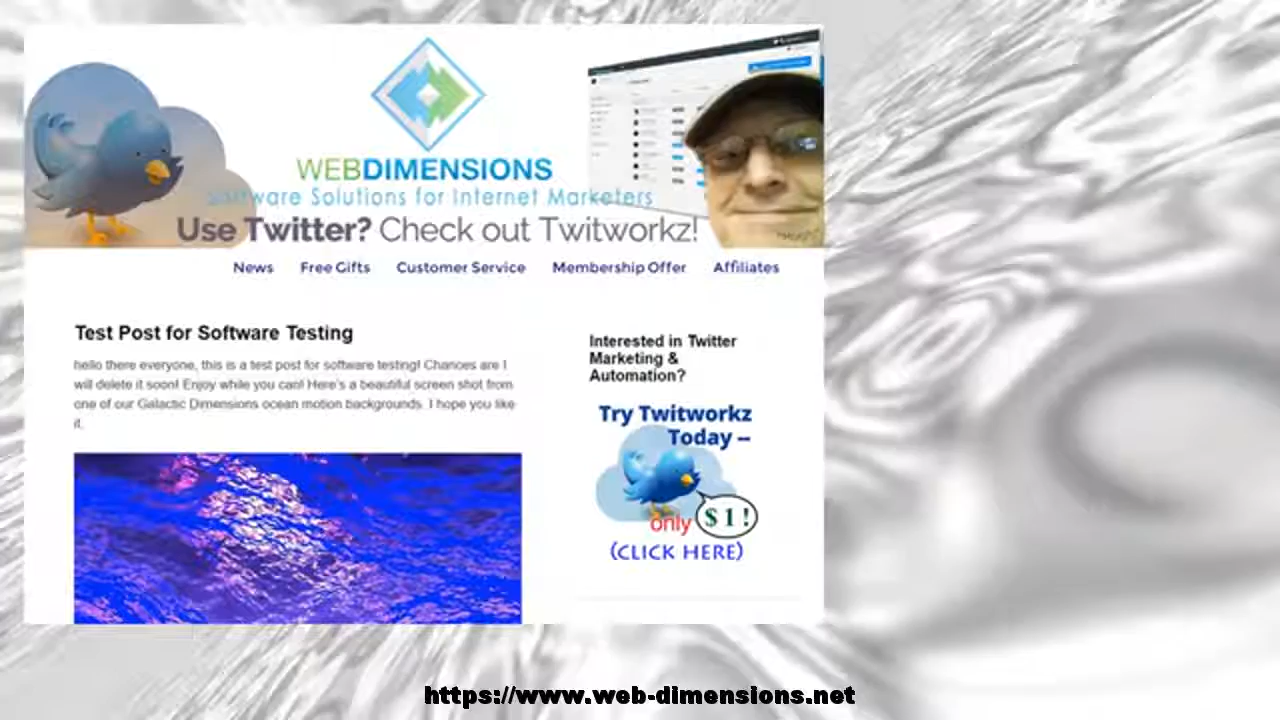 WEBDIMENSIONS
Software Solutions for Internet Marketers
Use Twitter? Check out Twitworkz!
News Free Gifts Customer Service Membership Offer Affiliates
Test Post for Software Testing
hello there everyone, this is a test post for software testing! Chances are I
will delete it soon! Enjoy while you can! Here's a beautiful screen shot from
one of our Galactic Dimensions ocean motion backgrounds. I hope you like
it.
Interested in Twitter
Marketing &
Automation?
Try Twitworkz
Today --
only $1!
(CLICK HERE)
https://www.web-dimensions.net